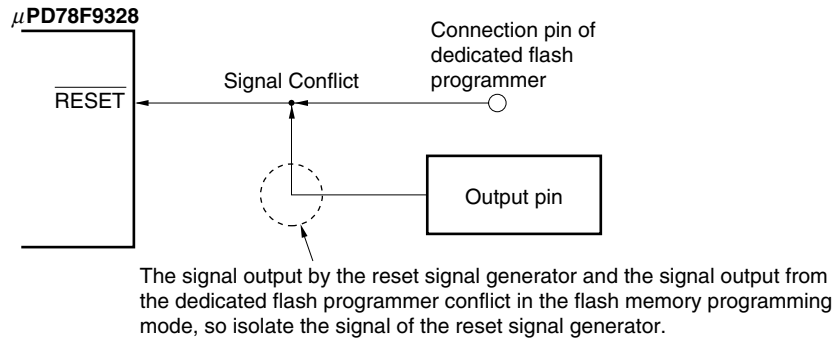 μPD78F9328
Connection pin of
dedicated flash
programmer
Signal Conflict
RESET
Output pin
The signal output by the reset signal generator and the signal output from
the dedicated flash programmer conflict in the flash memory programming
mode, so isolate the signal of the reset signal generator.